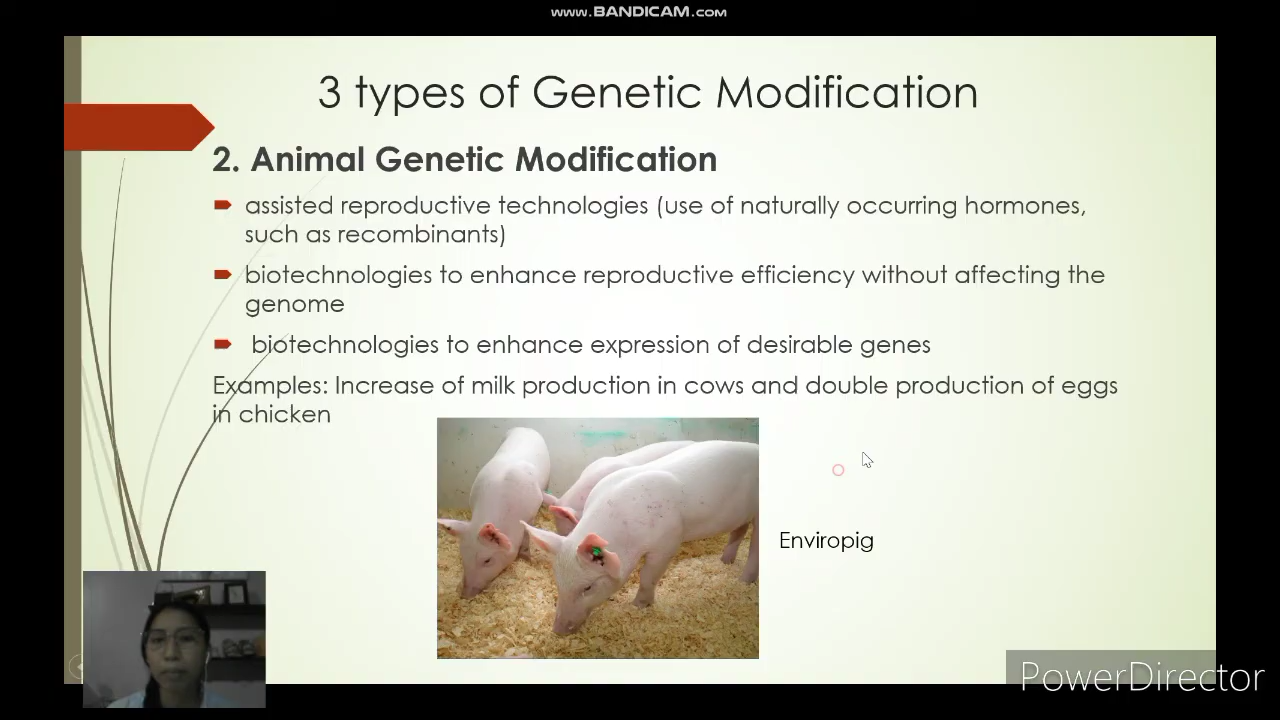 www.BANDICAM.com
3 types of Genetic Modification
2. Animal Genetic Modification
assisted reproductive technologies (use of naturally occurring hormones,
such as recombinants)
biotechnologies to enhance reproductive efficiency without affecting the
genome
biotechnologies to enhance expression of desirable genes
Examples: Increase of milk production in cows and double production of eggs
in chicken
Enviropig
PowerDirector